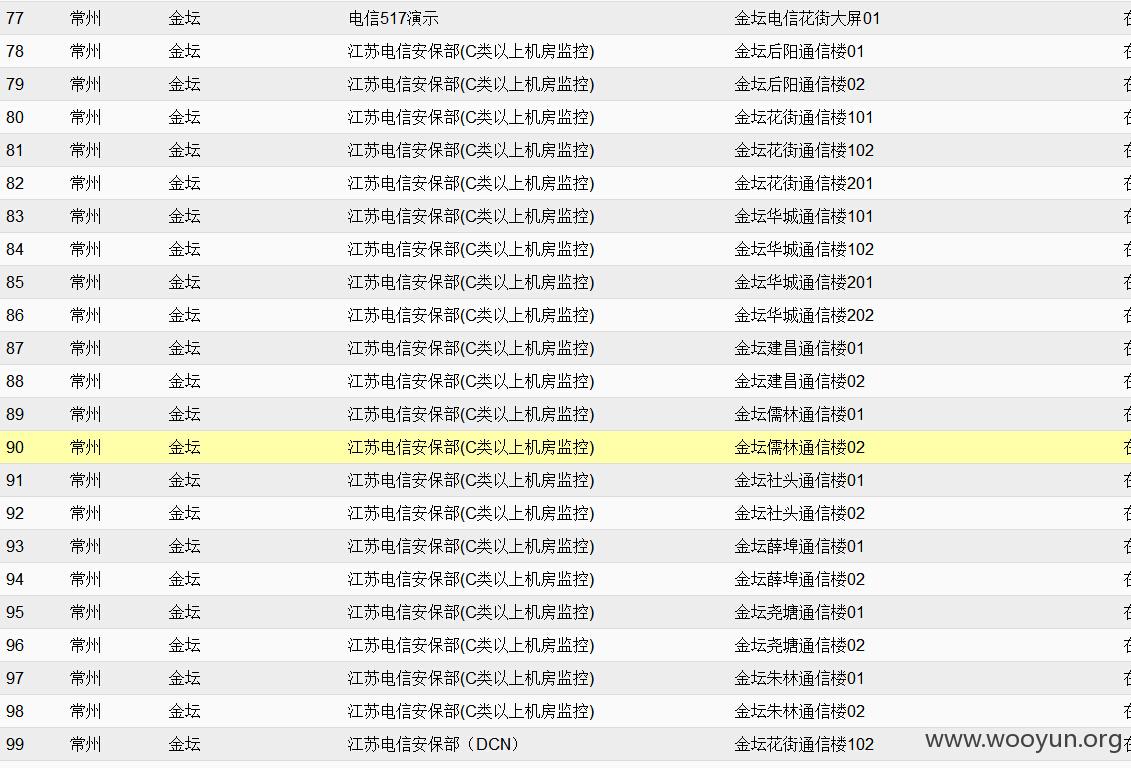 77 常州 金坛 电信517演示 金坛电信花街大屏01
78 常州 金坛 江苏电信安保部(C类以上机房监控) 金坛后阳通信楼01
79 常州 金坛 江苏电信安保部(C类以上机房监控) 金坛后阳通信楼02
80 常州 金坛 江苏电信安保部(C类以上机房监控) 金坛花街通信楼101
81 常州 金坛 江苏电信安保部(C类以上机房监控) 金坛花街通信楼102
82 常州 金坛 江苏电信安保部(C类以上机房监控) 金坛花街通信楼201
83 常州 金坛 江苏电信安保部(C类以上机房监控) 金坛华城通信楼101
84 常州 金坛 江苏电信安保部(C类以上机房监控) 金坛华城通信楼102
85 常州 金坛 江苏电信安保部(C类以上机房监控) 金坛华城通信楼201
86 常州 金坛 江苏电信安保部(C类以上机房监控) 金坛华城通信楼202
87 常州 金坛 江苏电信安保部(C类以上机房监控) 金坛建昌通信楼01
88 常州 金坛 江苏电信安保部(C类以上机房监控) 金坛建昌通信楼02
89 常州 金坛 江苏电信安保部(C类以上机房监控) 金坛儒林通信楼01
90 常州 金坛 江苏电信安保部(C类以上机房监控) 金坛儒林通信楼02
91 常州 金坛 江苏电信安保部(C类以上机房监控) 金坛社头通信楼01
92 常州 金坛 江苏电信安保部(C类以上机房监控) 金坛社头通信楼02
93 常州 金坛 江苏电信安保部(C类以上机房监控) 金坛薛埠通信楼01
94 常州 金坛 江苏电信安保部(C类以上机房监控) 金坛薛埠通信楼02
95 常州 金坛 江苏电信安保部(C类以上机房监控) 金坛尧塘通信楼01
96 常州 金坛 江苏电信安保部(C类以上机房监控) 金坛尧塘通信楼02
97 常州 金坛 江苏电信安保部(C类以上机房监控) 金坛朱林通信楼01
98 常州 金坛 江苏电信安保部(C类以上机房监控) 金坛朱林通信楼02
99 常州 金坛 江苏电信安保部（DCN） 金坛花街通信楼102
www.wooyun.org